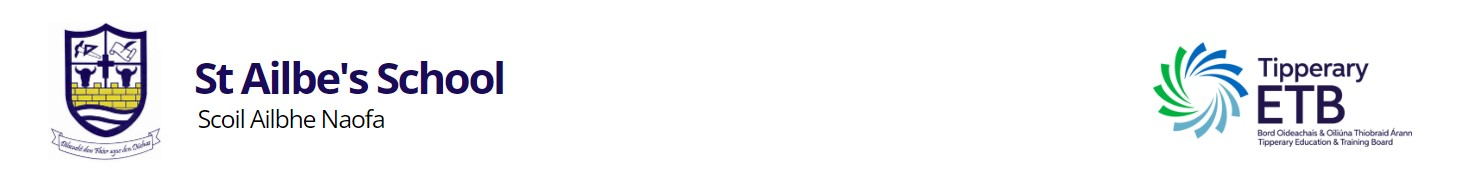 St Ailbe's School
Scoil Ailbhe Naofa
Tipperary
ETB
Bord Oideachais & Oiliúna Thiobraid Árann
Tipperary Education & Training Board